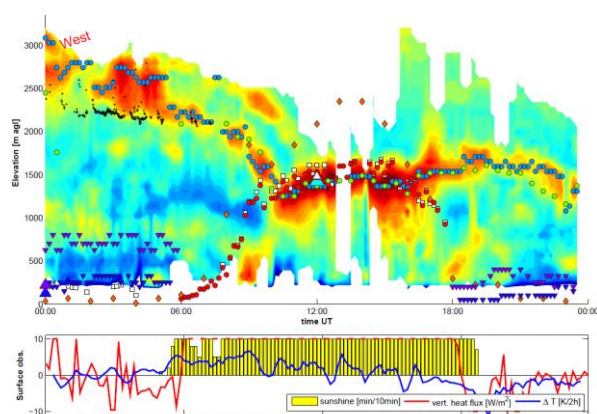 West
3000
2500
2000
1500
1000
500
Elevation [m agl]
00:00
06:00
12:00
18:00
00:00
time UT
10
0
-10
Surface obs.
sunshine [min/10min]
vert. heat flux [W/m²]
Δ T [K/2h]